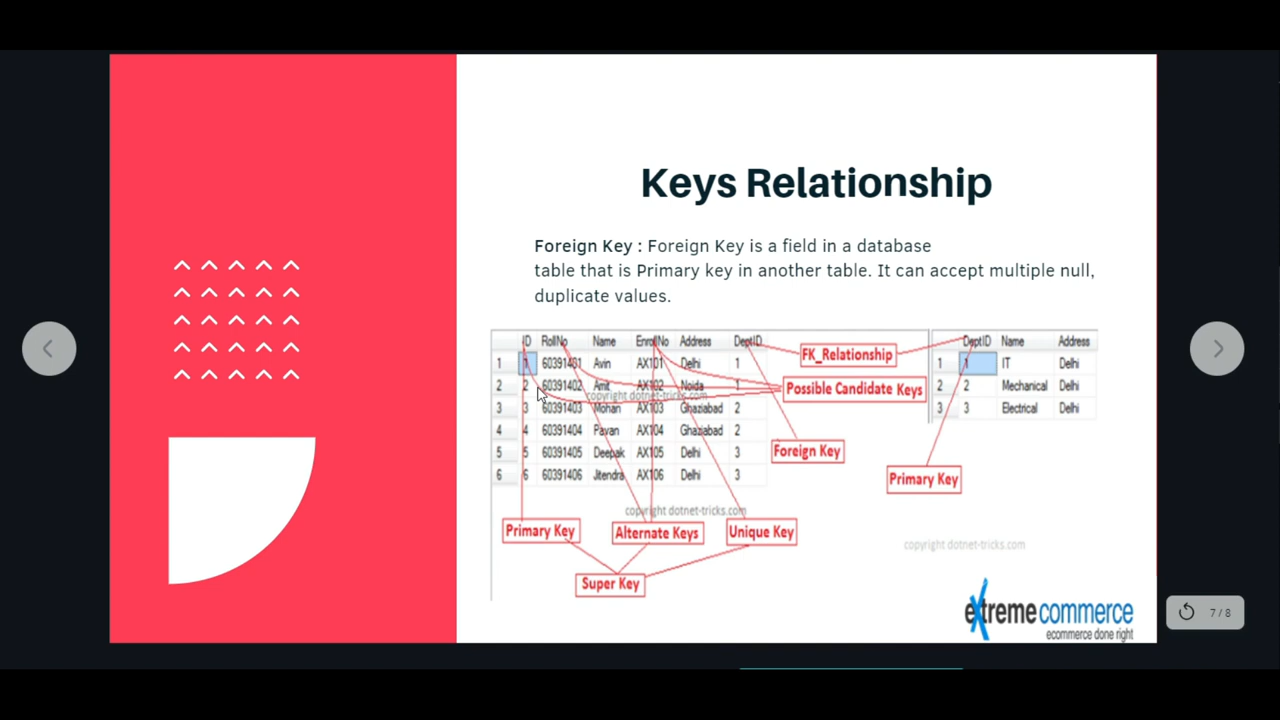 Keys Relationship
Foreign Key : Foreign Key is a field in a database
table that is Primary key in another table. It can accept multiple null,
duplicate values.
ID RollNo Name EnrollNo Address DeptID
1 1 60391401 Avin AX101 Delhi 1
2 2 60391402 Amit AX102 Noida 1
copyright dotnet-tricks.com
3 3 60391403 Mohan AX103 Ghaziabad 2
4 4 60391404 Pavan AX104 Ghaziabad 2
5 5 60391405 Deepak AX105 Delhi 3
6 6 60391406 Jitendra AX106 Delhi 3
FK_Relationship
Possible Candidate Keys
Foreign Key
DeptID Name Address
1 1 IT Delhi
2 2 Mechanical Delhi
3 3 Electrical Delhi
Primary Key
copyright dotnet-tricks.com
Primary Key
Alternate Keys
Unique Key
Super Key
copyright dotnet-tricks.com
extreme commerce
ecommerce done right
7 / 8